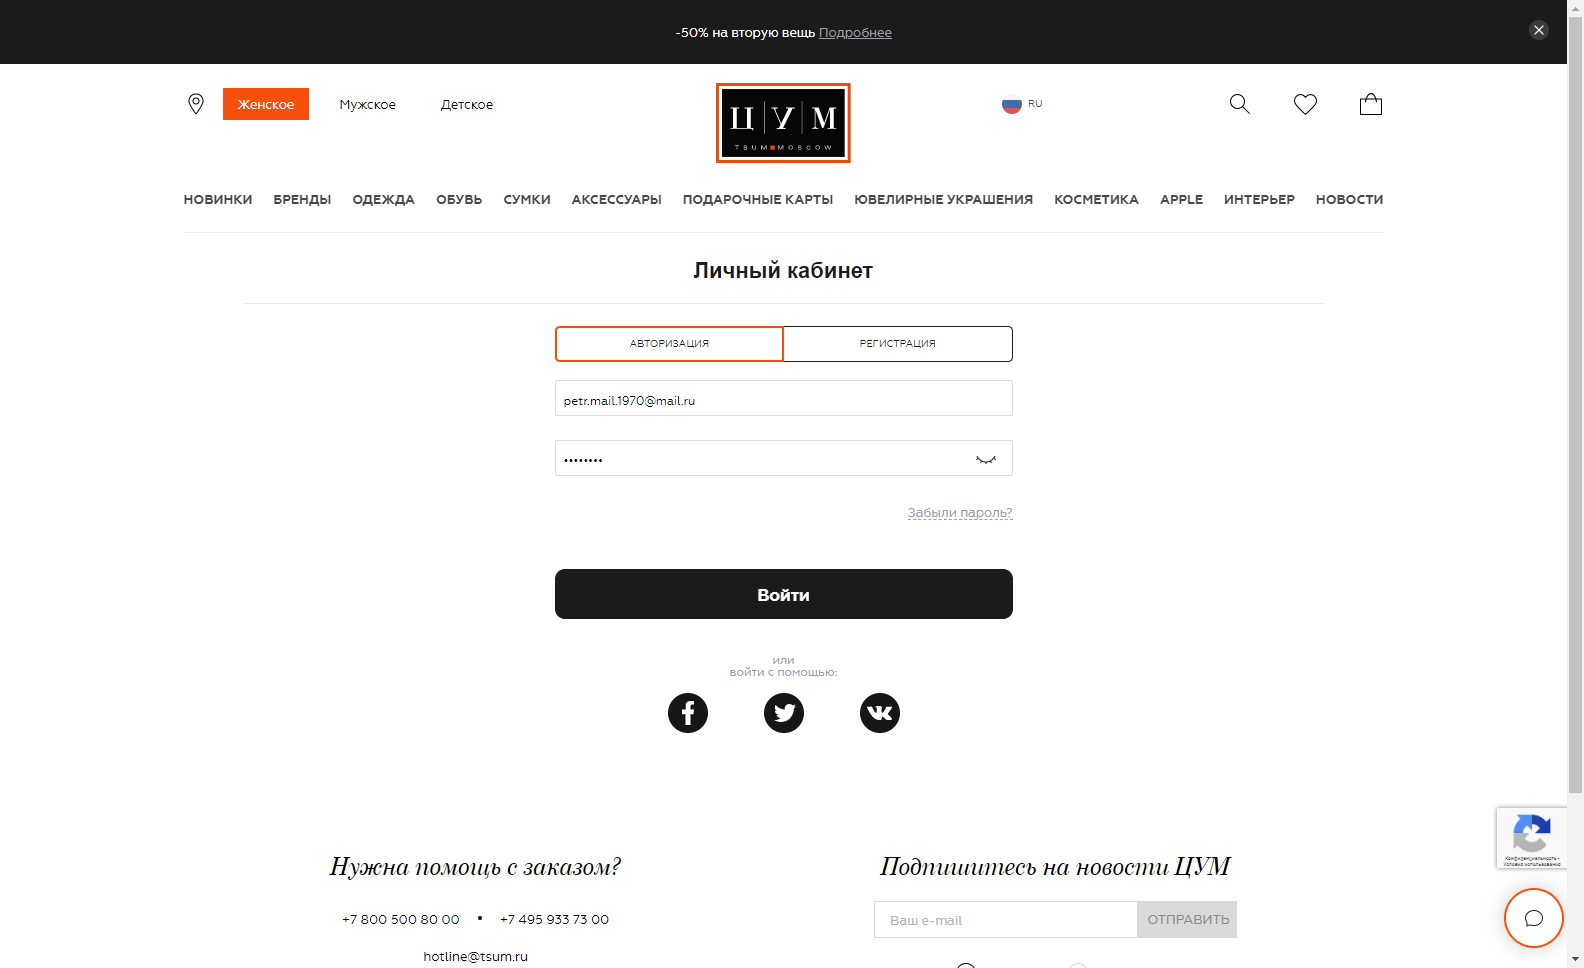 -50% на вторую вещь Подробнее
Женское Мужское Детское
Ц У М
TSUM MOSCOW
RU
НОВИНКИ БРЕНДЫ ОДЕЖДА ОБУВЬ СУМКИ АКСЕССУАРЫ ПОДАРОЧНЫЕ КАРТЫ ЮВЕЛИРНЫЕ УКРАШЕНИЯ КОСМЕТИКА APPLE ИНТЕРЬЕР НОВОСТИ
Личный кабинет
АВТОРИЗАЦИЯ РЕГИСТРАЦИЯ
petr.mail.1970@mail.ru
••••••••
Забыли пароль?
Войти
или
войти с помощью:
Конфиденциальность -
Условия использования
Нужна помощь с заказом?
+7 800 500 80 00 • +7 495 933 73 00
hotline@tsum.ru
Подпишитесь на новости ЦУМ
Ваш e-mail ОТПРАВИТЬ